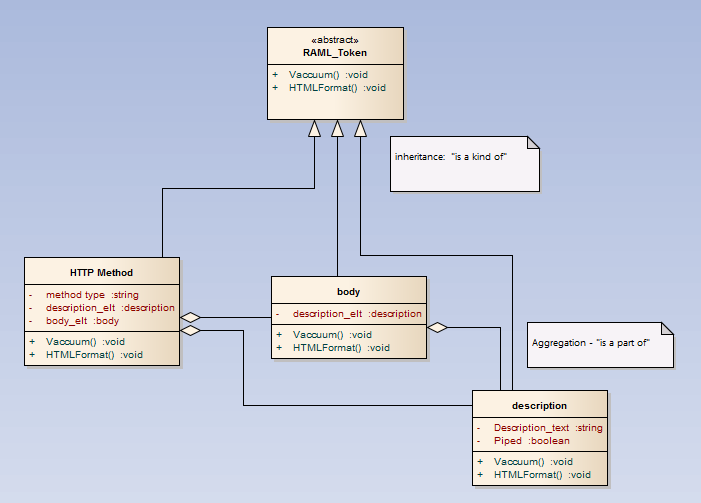 «abstract»
RAML_Token
+ Vaccuum() :void
+ HTMLFormat() :void
inheritance: "is a kind of"
HTTP Method
- method type :string
- description_elt :description
- body_elt :body
+ Vaccuum() :void
+ HTMLFormat() :void
body
- description_elt :description
+ Vaccuum() :void
+ HTMLFormat() :void
Aggregation - "is a part of"
description
- Description_text :string
- Piped :boolean
+ Vaccuum() :void
+ HTMLFormat() :void